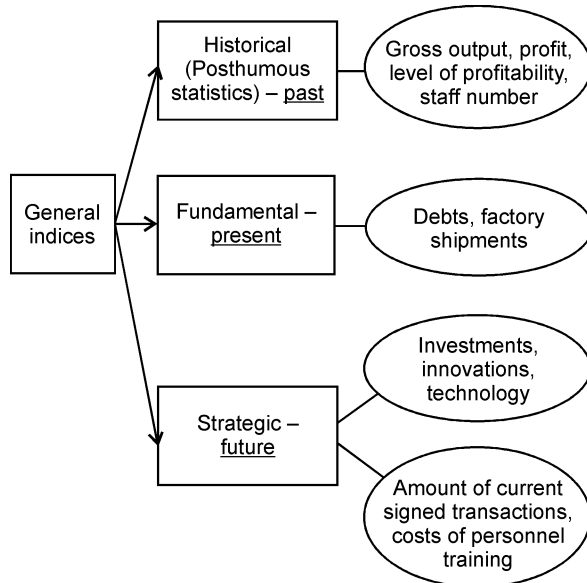 Historical
(Posthumous
statistics) – past
Gross output, profit,
level of profitability,
staff number
General
indices
Fundamental –
present
Debts, factory
shipments
Strategic –
future
Investments,
innovations,
technology
Amount of current
signed transactions,
costs of personnel
training